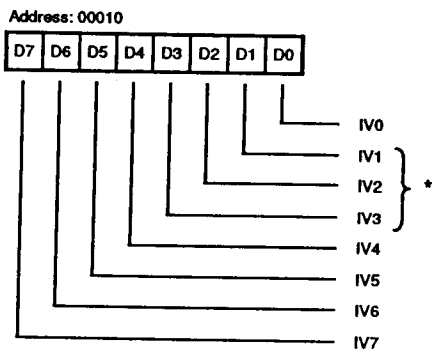 Address: 00010
D7 D6 D5 D4 D3 D2 D1 D0
IV0
IV1
IV2 *
IV3
IV4
IV5
IV6
IV7